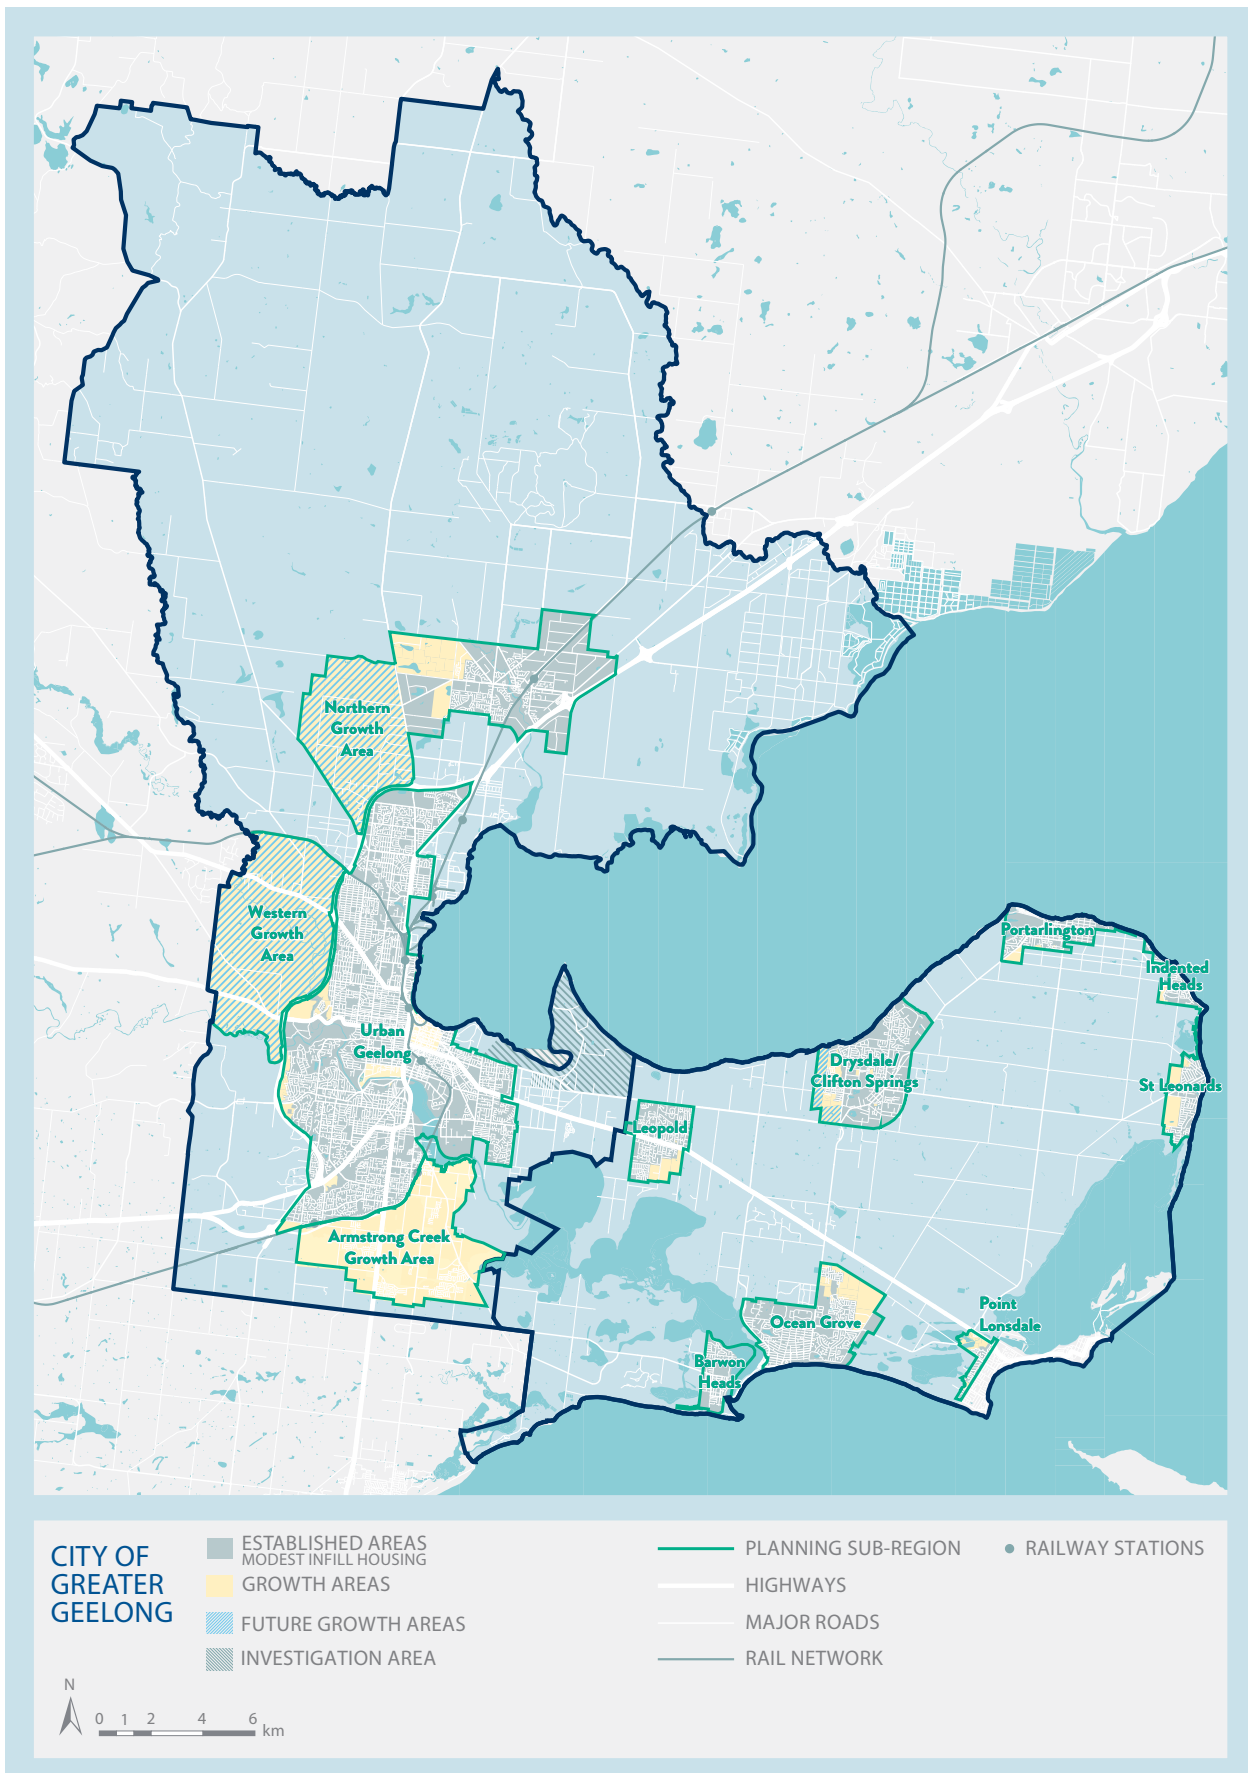 Northern
Growth
Area
Western
Growth
Area
Urban
Geelong
Portarlington
Indented
Heads
Drysdale/
Clifton Springs
St Leonards
Leopold
Armstrong Creek
Growth Area
Point
Lonsdale
Ocean Grove
Barwon
Heads
CITY OF
GREATER
GEELONG
ESTABLISHED AREAS
MODEST INFILL HOUSING
GROWTH AREAS
FUTURE GROWTH AREAS
INVESTIGATION AREA
PLANNING SUB-REGION
HIGHWAYS
MAJOR ROADS
RAIL NETWORK
RAILWAY STATIONS
N
0 1 2 4 6 km